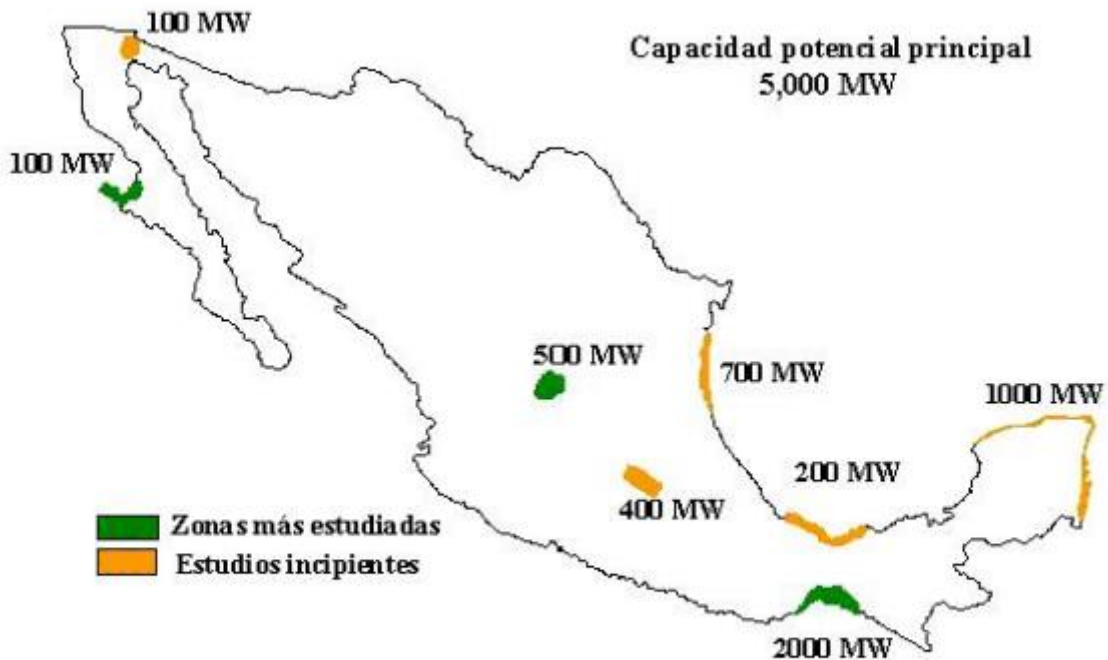 100 MW
Capacidad potencial principal
5,000 MW
100 MW
500 MW
700 MW
1000 MW
200 MW
400 MW
Zonas más estudiadas
Estudios incipientes
2000 MW